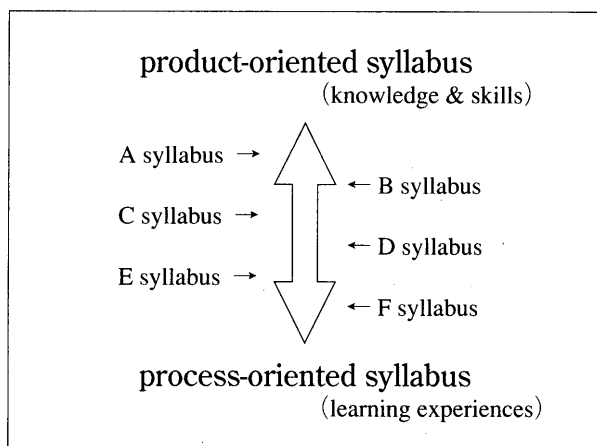 product-oriented syllabus
(knowledge & skills)
A syllabus →
← B syllabus
C syllabus →
← D syllabus
E syllabus →
← F syllabus
process-oriented syllabus
(learning experiences)